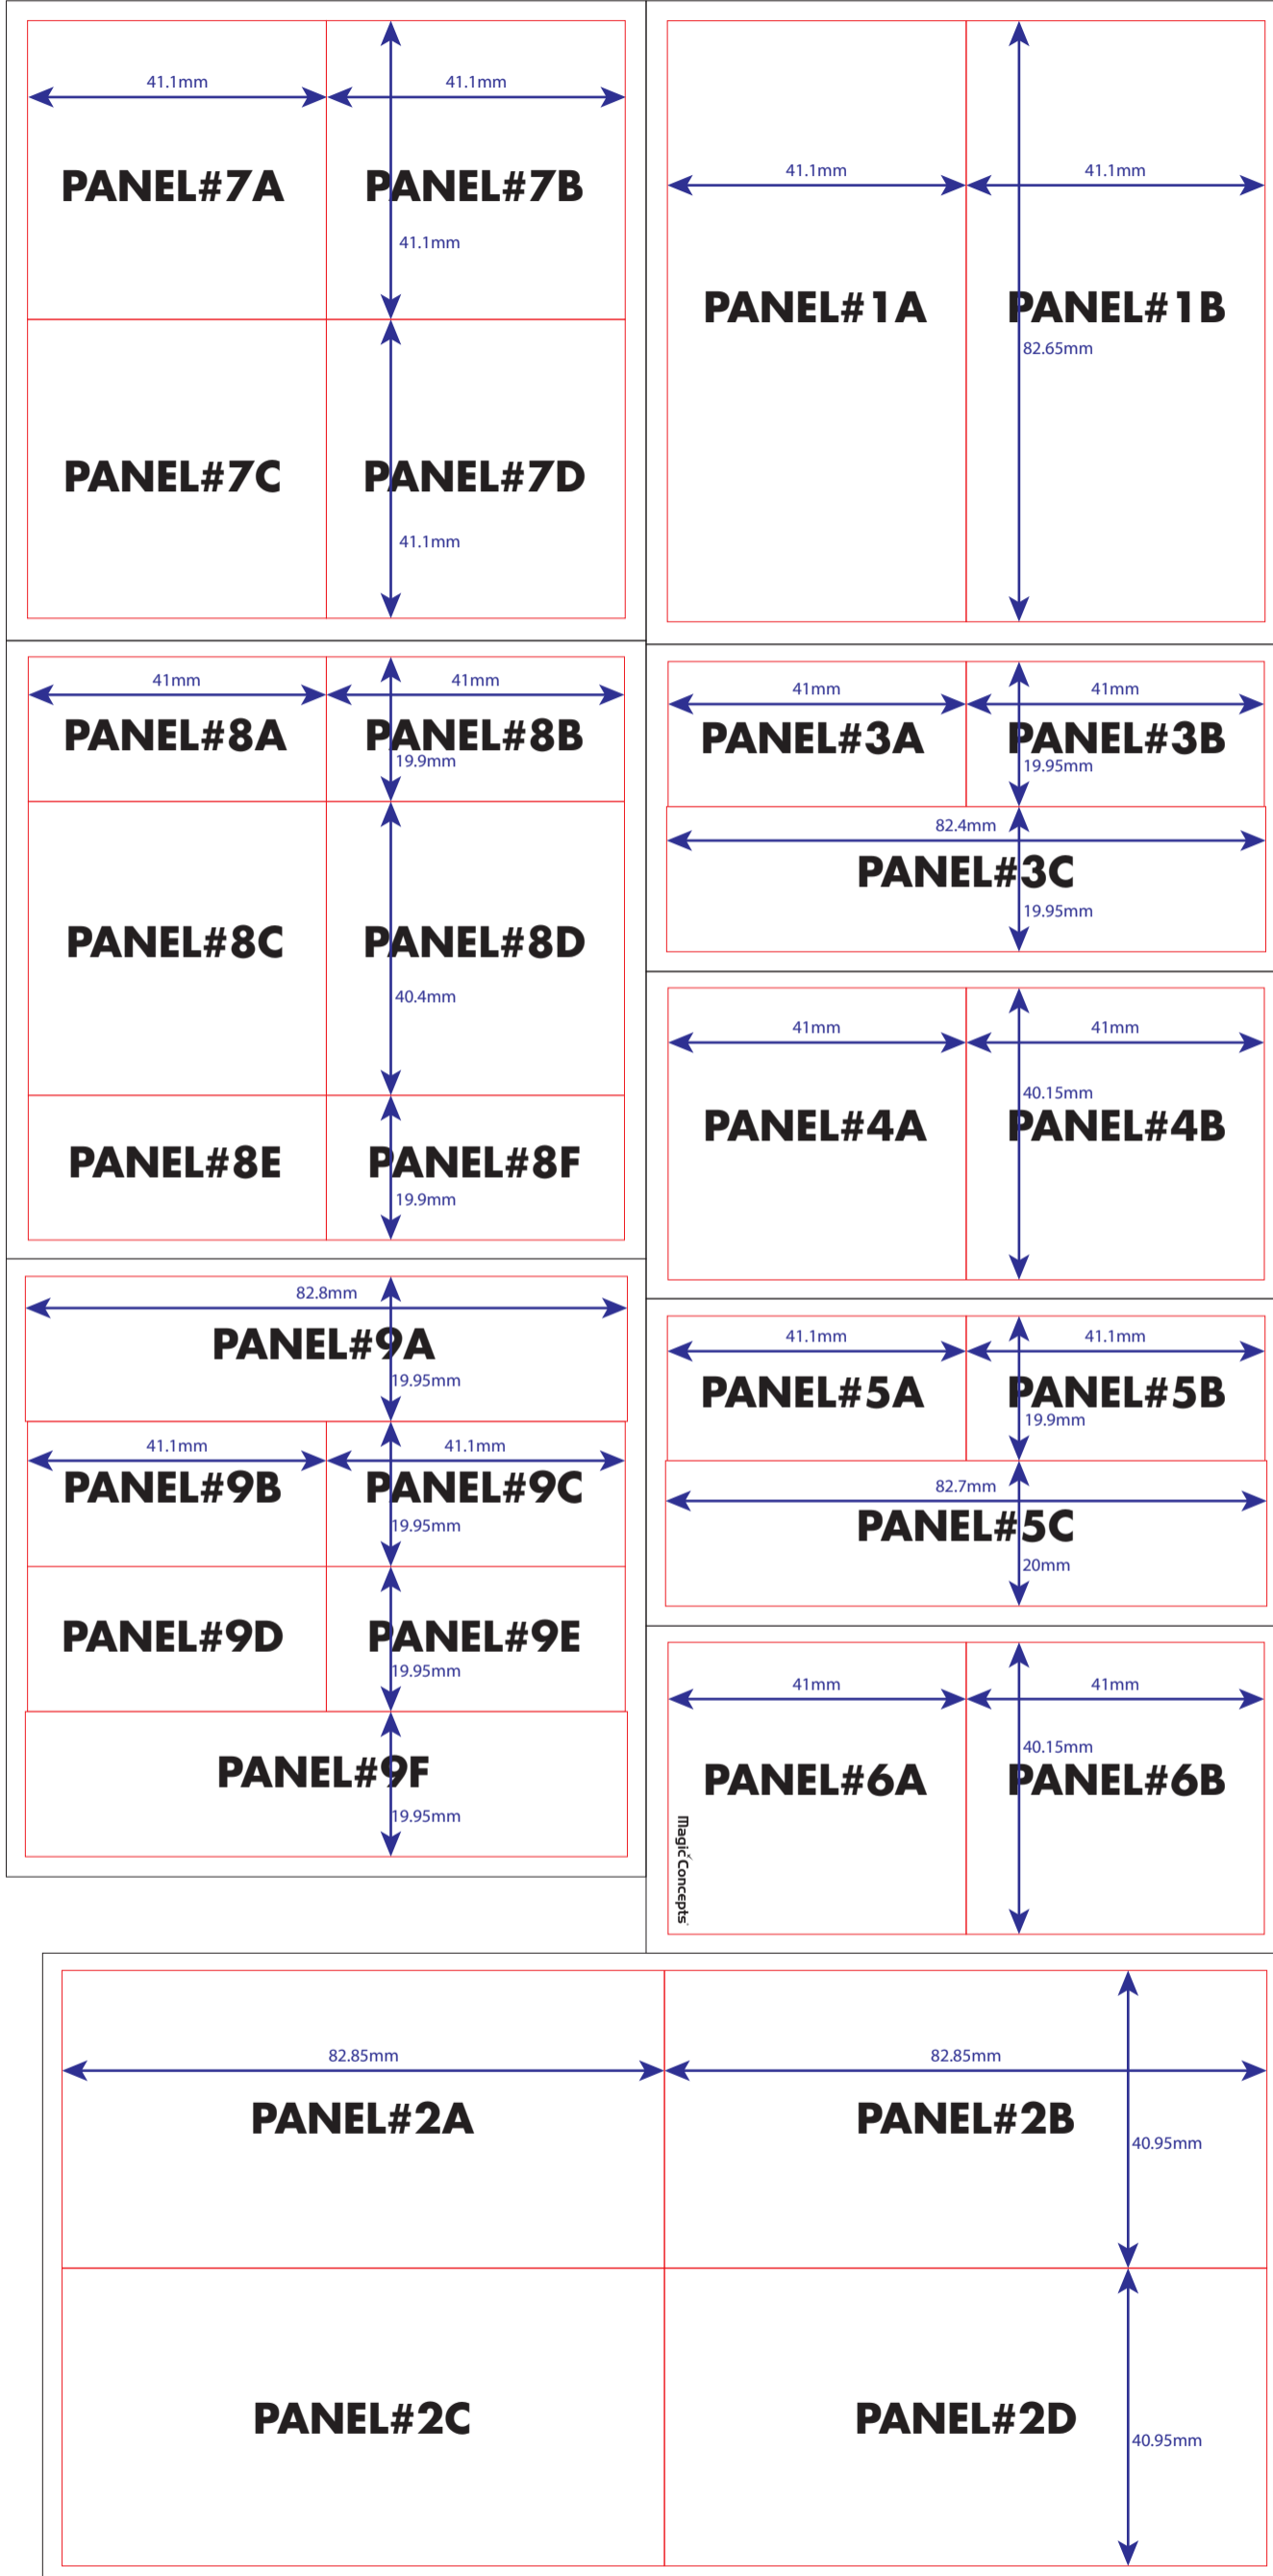 41.1mm 41.1mm
PANEL#7A PANEL#7B
41.1mm
PANEL#7C PANEL#7D
41.1mm
41mm 41mm
PANEL#8A PANEL#8B
19.9mm
PANEL#8C PANEL#8D
40.4mm
PANEL#8E PANEL#8F
19.9mm
82.8mm
PANEL#9A
19.95mm
41.1mm 41.1mm
PANEL#9B PANEL#9C
19.95mm
PANEL#9D PANEL#9E
19.95mm
PANEL#9F
19.95mm
41.1mm 41.1mm
PANEL#1A PANEL#1B
82.65mm
41mm 41mm
PANEL#3A PANEL#3B
19.95mm
82.4mm
PANEL#3C
19.95mm
41mm 41mm
40.15mm
PANEL#4A PANEL#4B
41.1mm 41.1mm
PANEL#5A PANEL#5B
19.9mm
82.7mm
PANEL#5C
20mm
41mm 41mm
40.15mm
PANEL#6A PANEL#6B
Magic Concepts
82.85mm 82.85mm
PANEL#2A PANEL#2B
40.95mm
PANEL#2C PANEL#2D
40.95mm